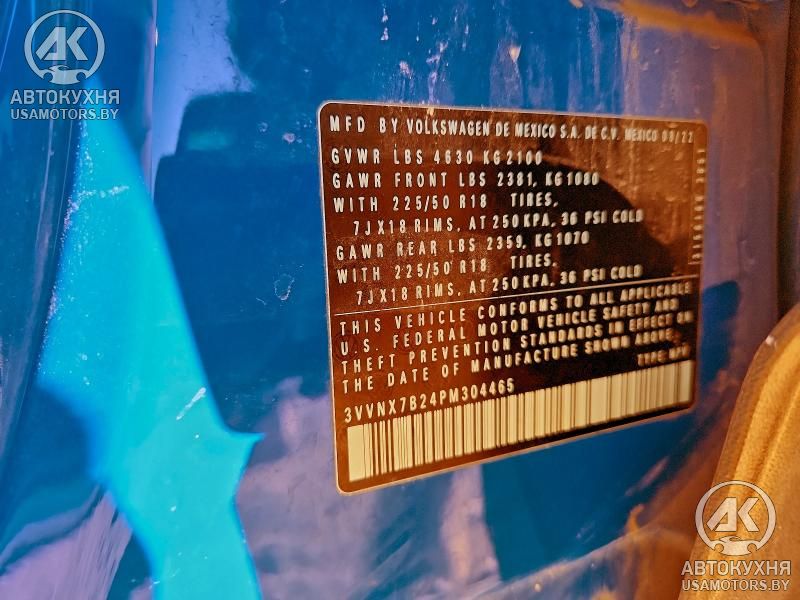 AK
АВТОКУХНЯ
USAMOTORS.BY
MFD BY VOLKSWAGEN DE MEXICO S.A. DE C.V. MEXICO 09/22
GVWR LBS 4630 KG 2100
GAWR FRONT LBS 2381, KG 1080
WITH 225/50 R18 TIRES,
7JX18 RIMS, AT 250 KPA, 36 PSI COLD
GAWR REAR LBS 2359, KG 1070
WITH 225/50 R18 TIRES,
7JX18 RIMS, AT 250 KPA, 36 PSI COLD
THIS VEHICLE CONFORMS TO ALL APPLICABLE
U.S. FEDERAL MOTOR VEHICLE SAFETY AND
THEFT PREVENTION STANDARDS IN EFFECT ON
THE DATE OF MANUFACTURE SHOWN ABOVE.
TYPE MPV
3VVNX7B24PM304465
AK
АВТОКУХНЯ
USAMOTORS.BY